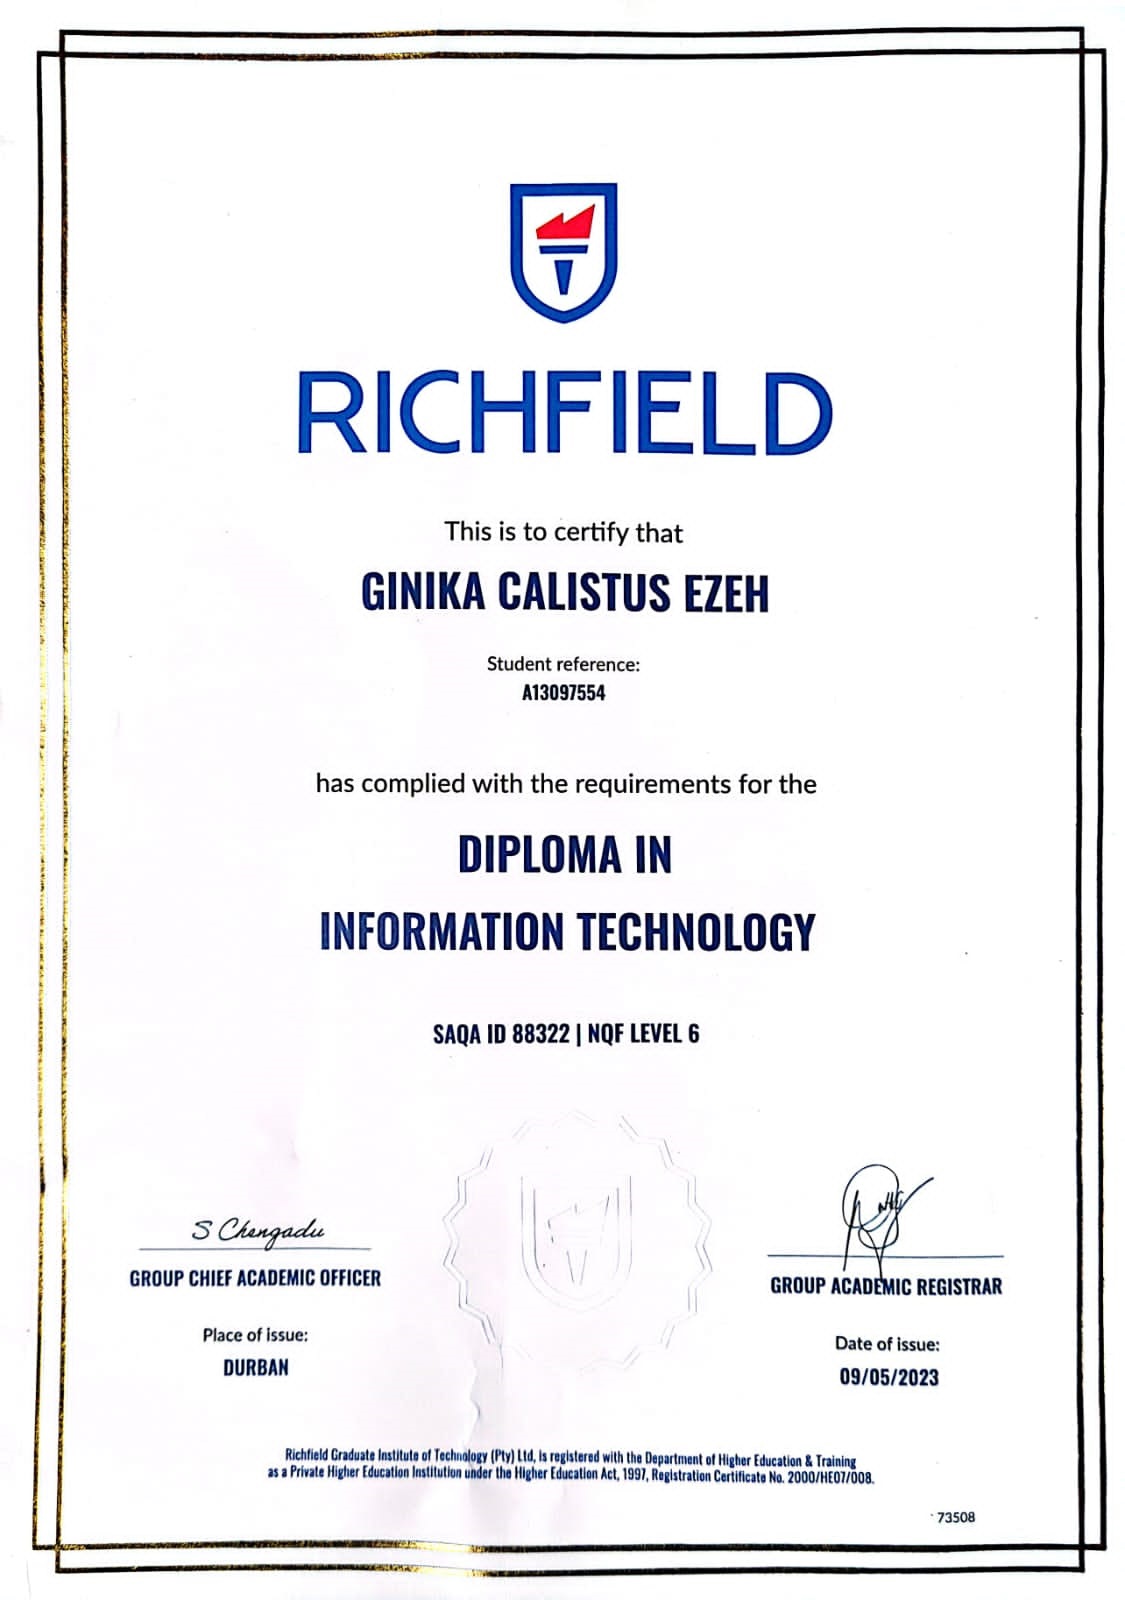 RICHFIELD
This is to certify that
GINIKA CALISTUS EZEH
Student reference:
A13097554
has complied with the requirements for the
DIPLOMA IN
INFORMATION TECHNOLOGY
SAQA ID 88322 | NQF LEVEL 6
S Chengadu
GROUP CHIEF ACADEMIC OFFICER
Place of issue:
DURBAN
GROUP ACADEMIC REGISTRAR
Date of issue:
09/05/2023
Richfield Graduate Institute of Technology (Pty) Ltd, is registered with the Department of Higher Education & Training
as a Private Higher Education Institution under the Higher Education Act, 1997, Registration Certificate No. 2000/HE07/008.
73508